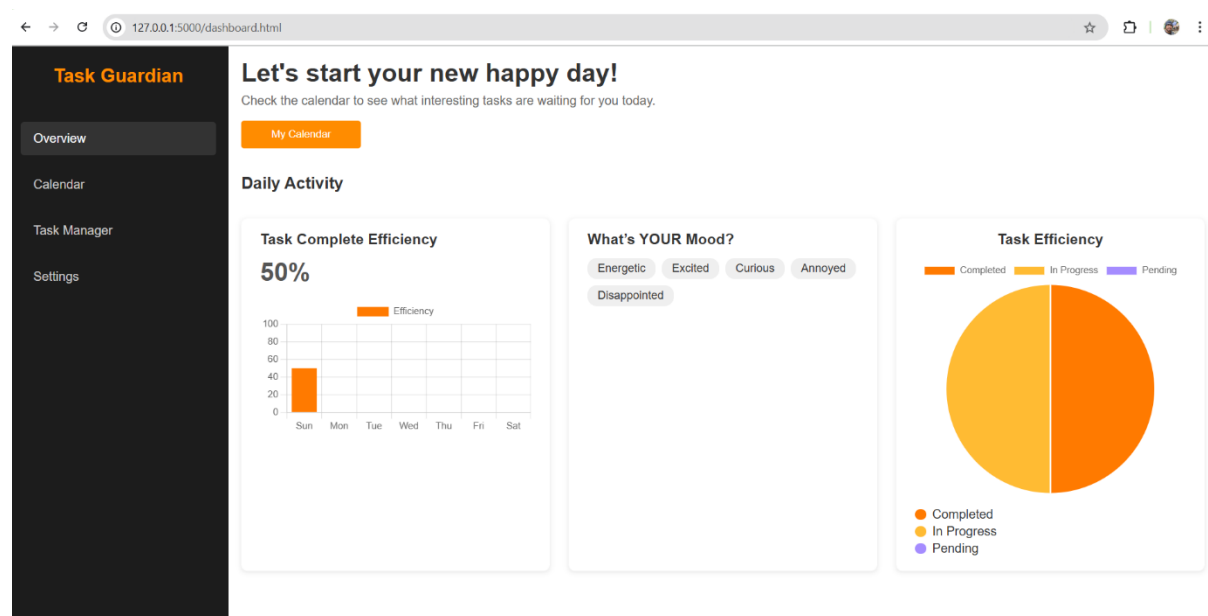 127.0.0.1:5000/dashboard.html
Task Guardian
Overview
Calendar
Task Manager
Settings
Let's start your new happy day!
Check the calendar to see what interesting tasks are waiting for you today.
My Calendar
Daily Activity
Task Complete Efficiency
50%
Efficiency
100
80
60
40
20
0
Sun Mon Tue Wed Thu Fri Sat
What's YOUR Mood?
Energetic Excited Curious Annoyed
Disappointed
Task Efficiency
Completed In Progress Pending
Completed
In Progress
Pending